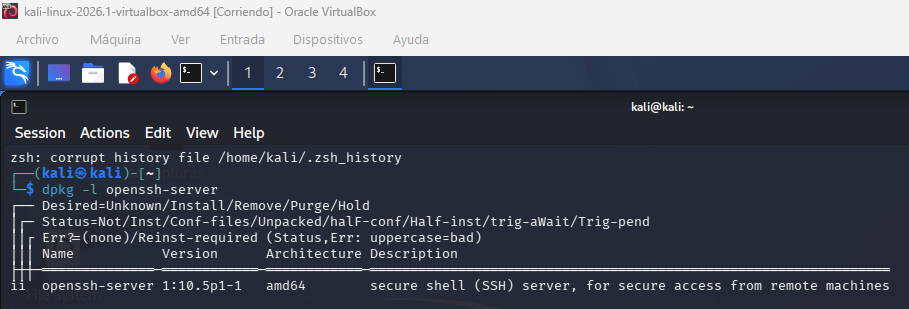 kali-linux-2026.1-virtualbox-amd64 [Corriendo] - Oracle VirtualBox
Archivo Máquina Ver Entrada Dispositivos Ayuda
1 2 3 4
kali@kali: ~
Session Actions Edit View Help
zsh: corrupt history file /home/kali/.zsh_history
┌──(kali㉿kali)-[~]
└─$ dpkg -l openssh-server
Desired=Unknown/Install/Remove/Purge/Hold
| Status=Not/Inst/Conf-files/Unpacked/halF-conf/Half-inst/trig-aWait/Trig-pend
|/ Err?=(none)/Reinst-required (Status,Err: uppercase=bad)
||/ Name Version Architecture Description
ii openssh-server 1:10.5p1-1 amd64 secure shell (SSH) server, for secure access from remote machines
File System